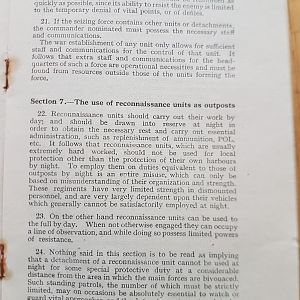 quickly as possible, since its ability to resist the enemy is limited
to the temporary denial of vital points, or of defiles.
21. If the seizing force contains other units or detachments,
the commander nominated must possess the necessary staff
and communications.
The war establishment of any unit only allows for sufficient
staff and communications for the control of that unit. It
follows that extra staff and communications for the head-
quarters of such a force are operational necessities and must be
found from resources outside those of the units forming the
force.
Section 7.—The use of reconnaissance units as outposts
22. Reconnaissance units should carry out their work by
day; and should be drawn into reserve at night in
order to obtain the necessary rest and carry out essential
administration, such as replenishment of ammunition, POL,
etc. It follows that reconnaissance units, which are usually
extremely hard worked, should not be used for local
protection other than the protection of their own harbours
by night. To employ them on duties equivalent to those of
outposts by night is an entire misuse, which can only be
based on misunderstanding of their organization and strength.
These regiments have very limited strength in dismounted
personnel, and are very largely dependent upon their vehicles
which generally cannot be satisfactorily employed at night.
23. On the other hand reconnaissance units can be used to
the full by day. When not otherwise engaged they can occupy
a line of observation, and while doing so possess limited powers
of resistance.
24. Nothing said in this section is to be read as implying
that a detachment of a reconnaissance unit cannot be used at
night for some special protective duty at a considerable
distance from the area in which the main forces are bivouaced.
Such standing patrols, the number of which must be strictly
limited, may on occasions be absolutely essential to watch or
guard vital approaches